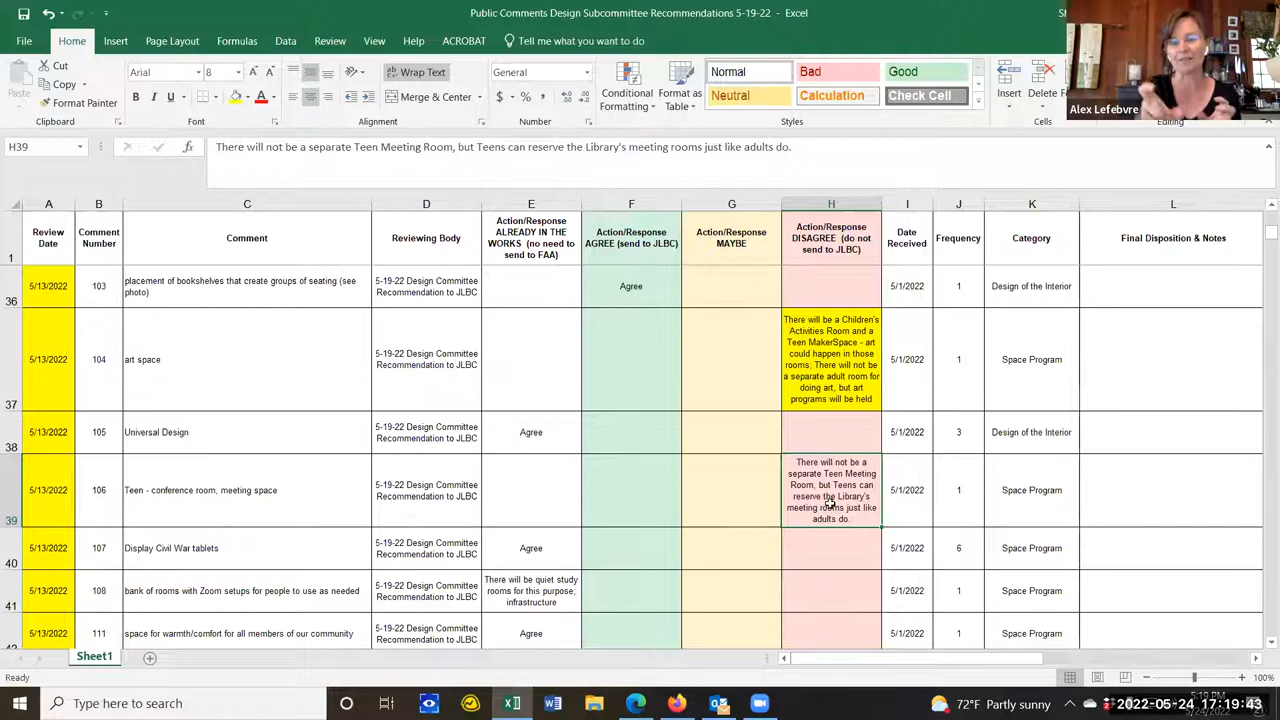 Public Comments Design Subcommittee Recommendations 5-19-22 - Excel
File Home Insert Page Layout Formulas Data Review View Help ACROBAT Tell me what you want to do
Alex Lefebvre
Paste
Cut
Copy
Format Painter
Clipboard
Arial 8
B I U
Font
Wrap Text
Merge & Center
Alignment
General
$ % ,
Number
Conditional Formatting
Format as Table
Normal Bad Good
Neutral Calculation Check Cell
Styles
Insert Delete
Cells
Editing
H39 fx There will not be a separate Teen Meeting Room, but Teens can reserve the Library's meeting rooms just like adults do.
A B C D E F G H I J K L
1
Review Date
Comment Number
Comment
Reviewing Body
Action/Response ALREADY IN THE WORKS (no need to send to FAA)
Action/Response AGREE (send to JLBC)
Action/Response MAYBE
Action/Response DISAGREE (do not send to JLBC)
Date Received
Frequency
Category
Final Disposition & Notes
36 5/13/2022 103 placement of bookshelves that create groups of seating (see photo) 5-19-22 Design Committee Recommendation to JLBC Agree 5/1/2022 1 Design of the Interior
37 5/13/2022 104 art space 5-19-22 Design Committee Recommendation to JLBC There will be a Children's Activities Room and a Teen MakerSpace - art could happen in those rooms; There will not be a separate adult room for doing art, but art programs will be held 5/1/2022 1 Space Program
38 5/13/2022 105 Universal Design 5-19-22 Design Committee Recommendation to JLBC Agree 5/1/2022 3 Design of the Interior
39 5/13/2022 106 Teen - conference room, meeting space 5-19-22 Design Committee Recommendation to JLBC There will not be a separate Teen Meeting Room, but Teens can reserve the Library's meeting rooms just like adults do. 5/1/2022 1 Space Program
40 5/13/2022 107 Display Civil War tablets 5-19-22 Design Committee Recommendation to JLBC Agree 5/1/2022 6 Space Program
41 5/13/2022 108 bank of rooms with Zoom setups for people to use as needed 5-19-22 Design Committee Recommendation to JLBC There will be quiet study rooms for this purpose; infrastructure 5/1/2022 1 Space Program
5/13/2022 111 space for warmth/comfort for all members of our community 5-19-22 Design Committee Recommendation to JLBC Agree 5/1/2022 1 Space Program
Sheet1
Ready
100%
Type here to search
72°F Partly sunny
5:19 PM
2022-05-24 17:19:43